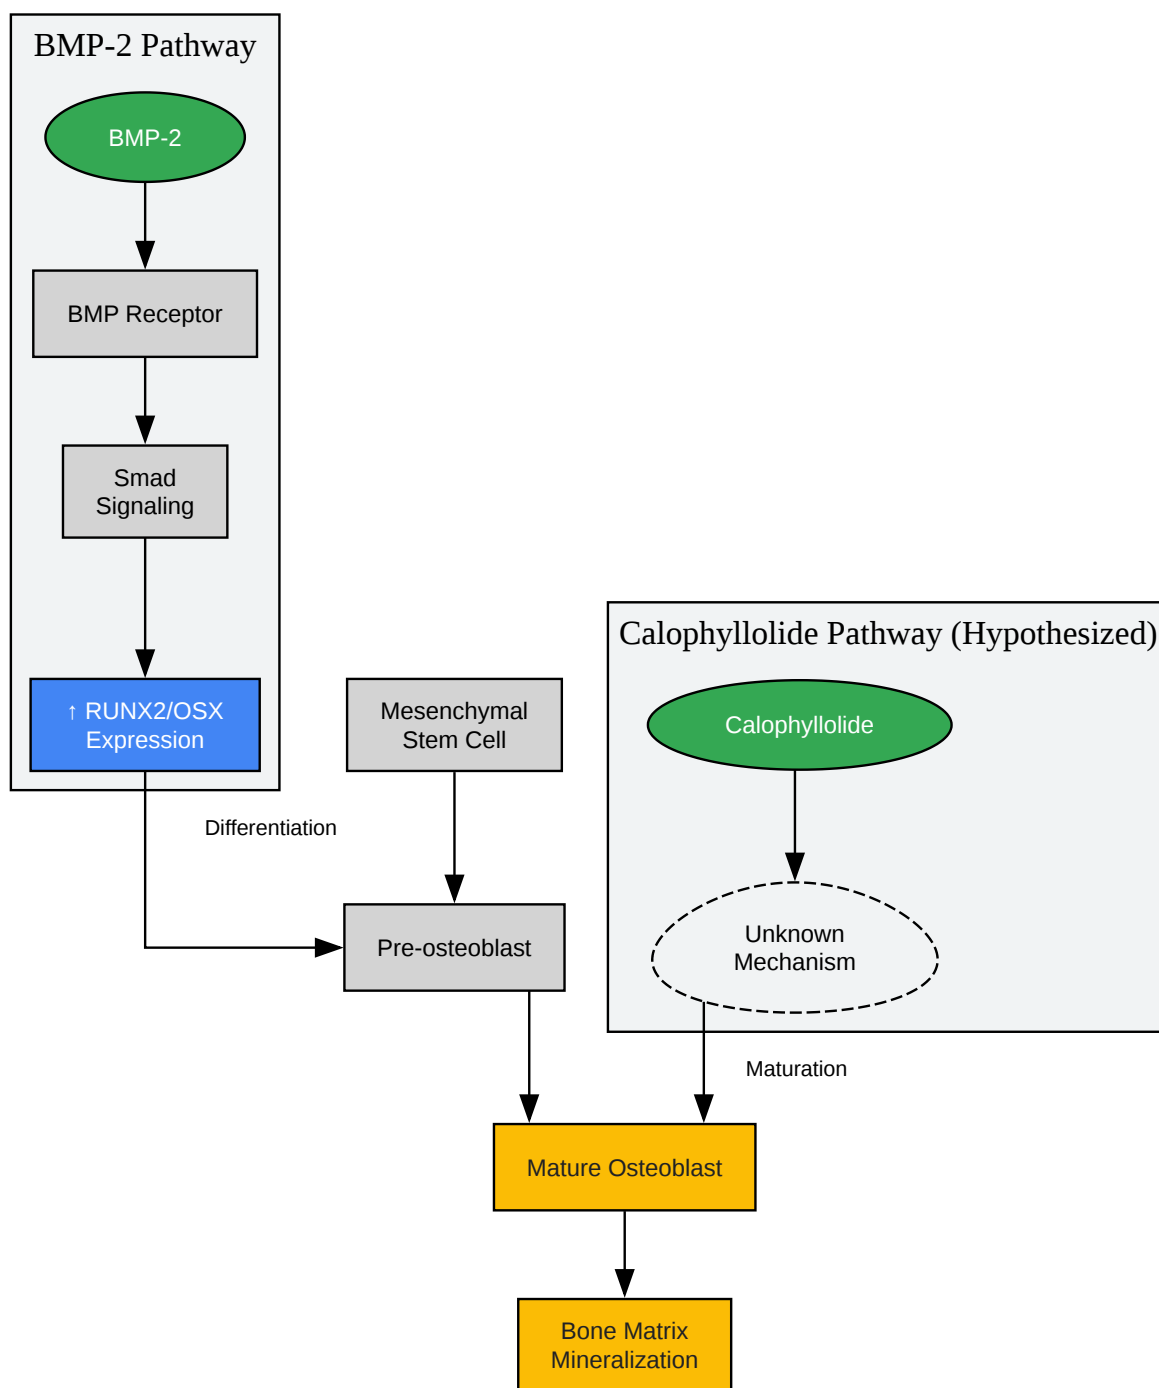 BMP-2 Pathway
BMP-2
BMP Receptor
Smad
Signaling
↑ RUNX2/OSX
Expression
Mesenchymal
Stem Cell
Calophyllolide Pathway (Hypothesized)
Calophyllolide
Differentiation
Pre-osteoblast
Unknown
Mechanism
Maturation
Mature Osteoblast
Bone Matrix
Mineralization